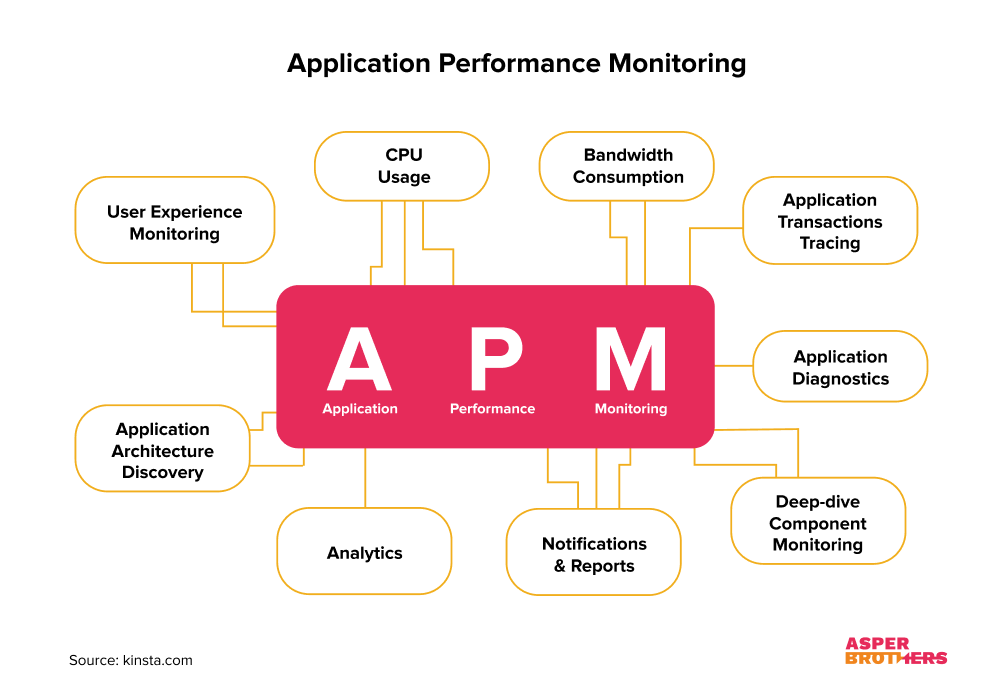 Application Performance Monitoring
CPU
Usage
Bandwidth
Consumption
User Experience
Monitoring
Application
Transactions
Tracing
A P M
Application Performance Monitoring
Application
Diagnostics
Application
Architecture
Discovery
Analytics
Notifications
& Reports
Deep-dive
Component
Monitoring
Source: kinsta.com
ASPER
BROTHERS